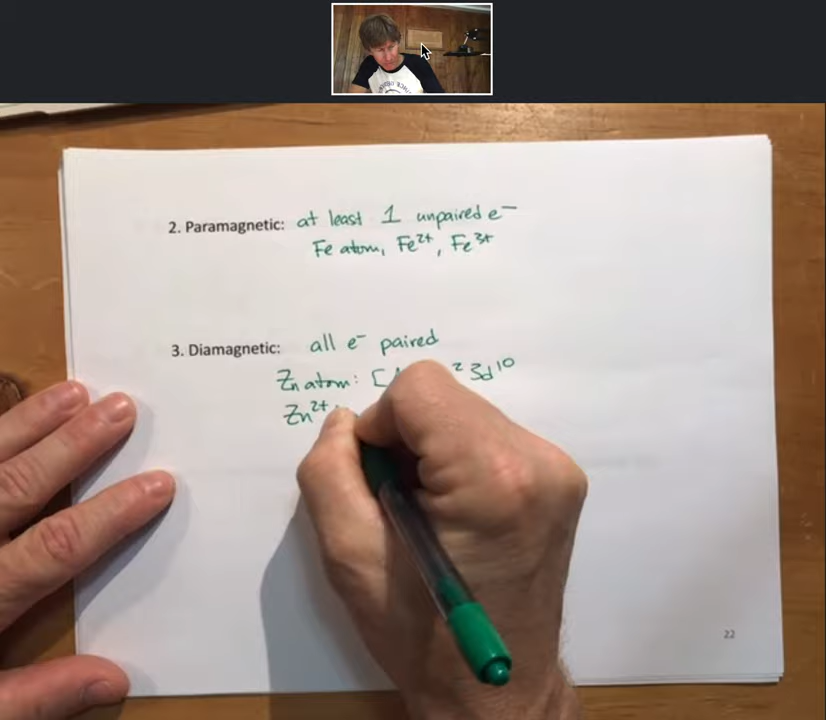 2. Paramagnetic: at least 1 unpaired e⁻
Fe atom, Fe²⁺, Fe³⁺
3. Diamagnetic: all e⁻ paired
Zn atom: [ ² 3d¹⁰
Zn²⁺
22